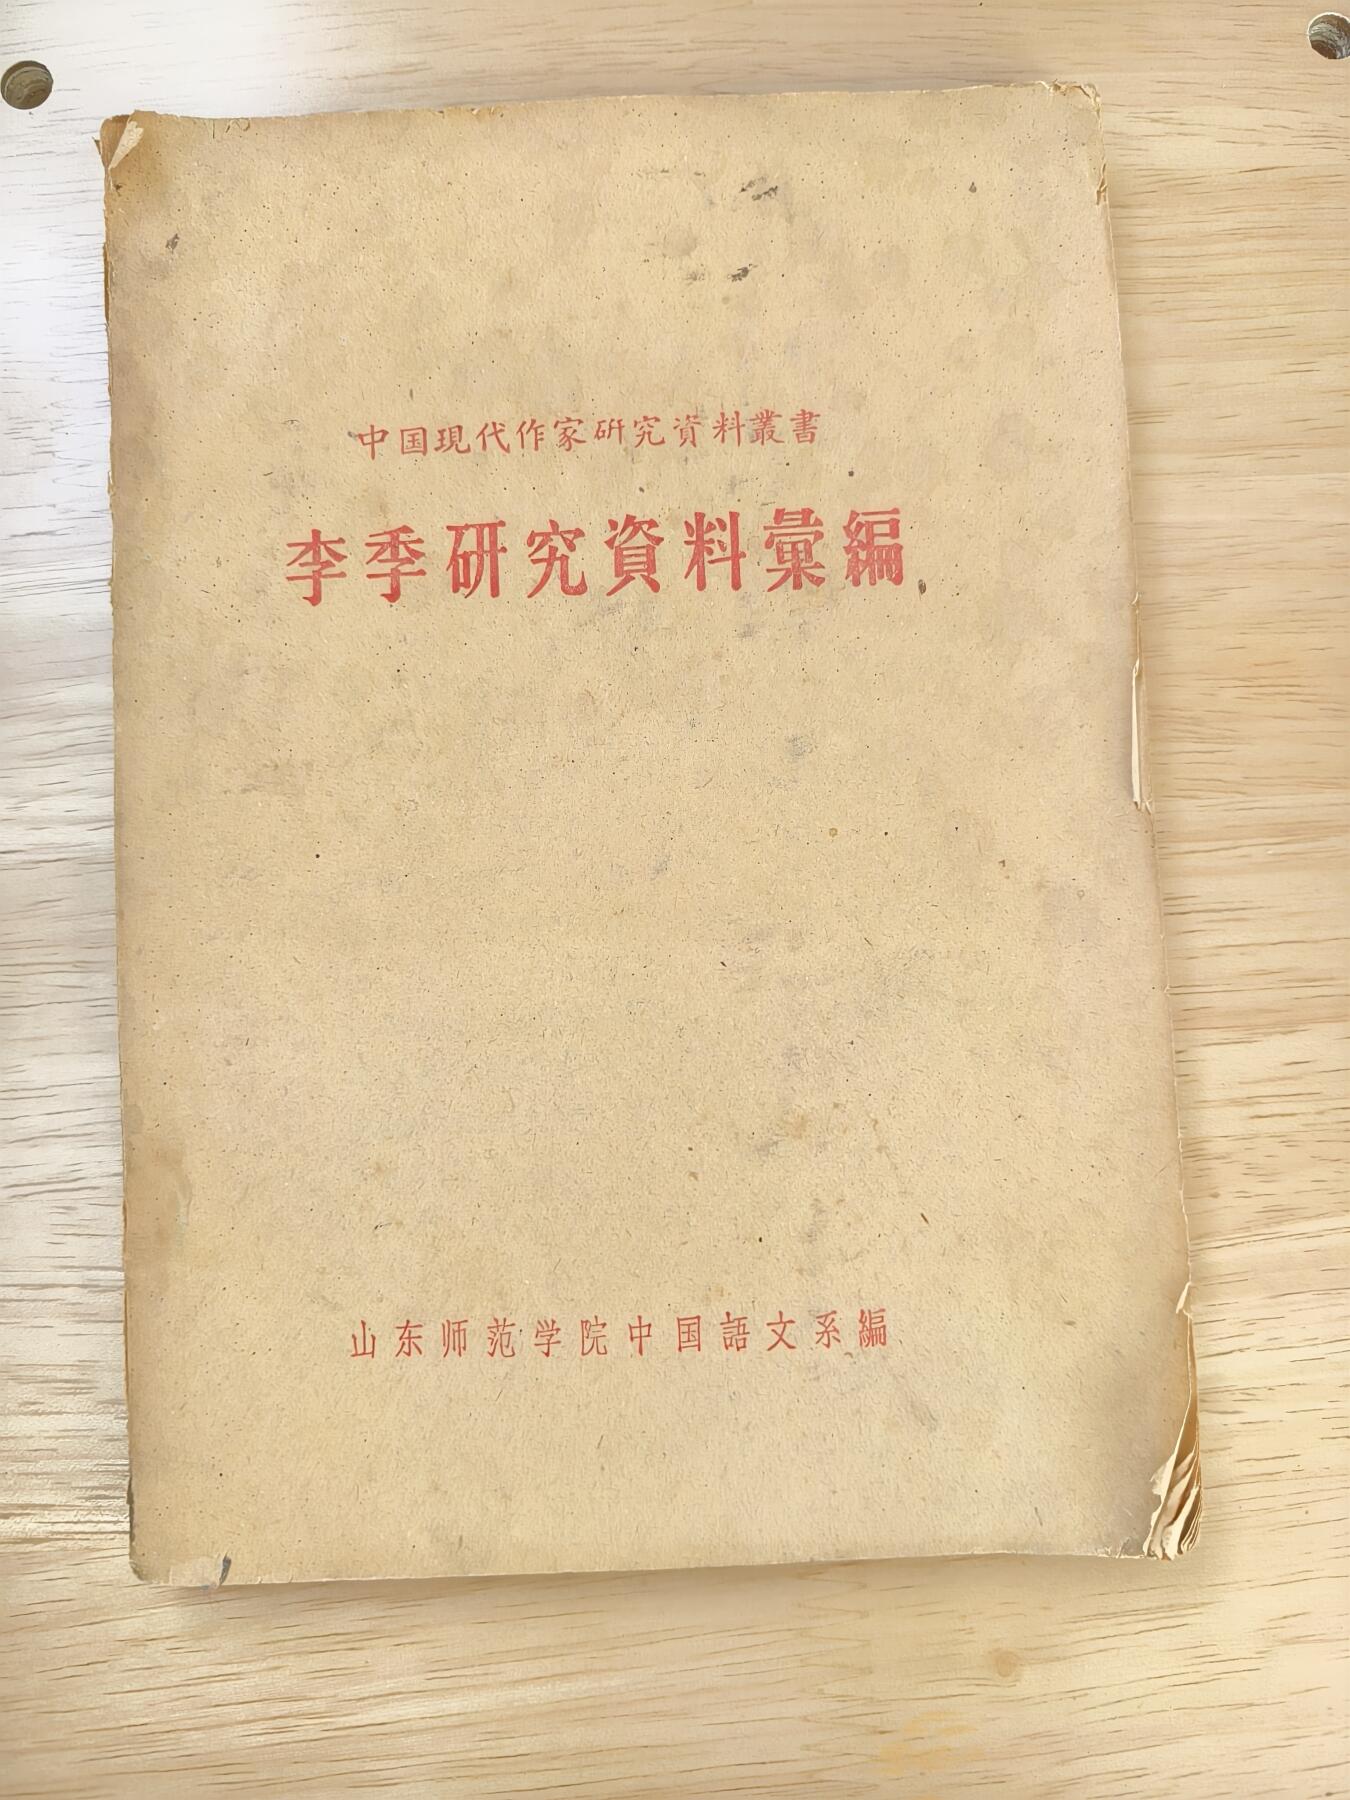 中国現代作家研究資料叢書
李季研究資料彙編
山东师范学院中国語文系編